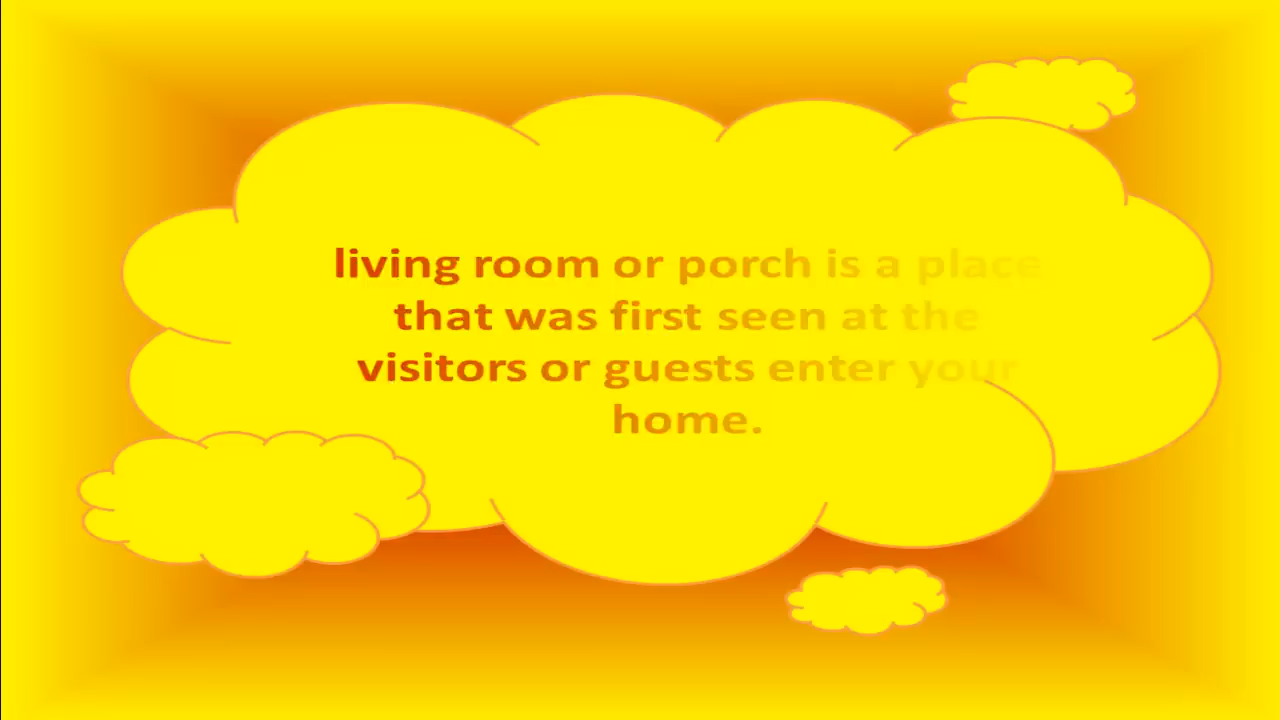 living room or porch is a place
that was first seen at the
visitors or guests enter your
home.